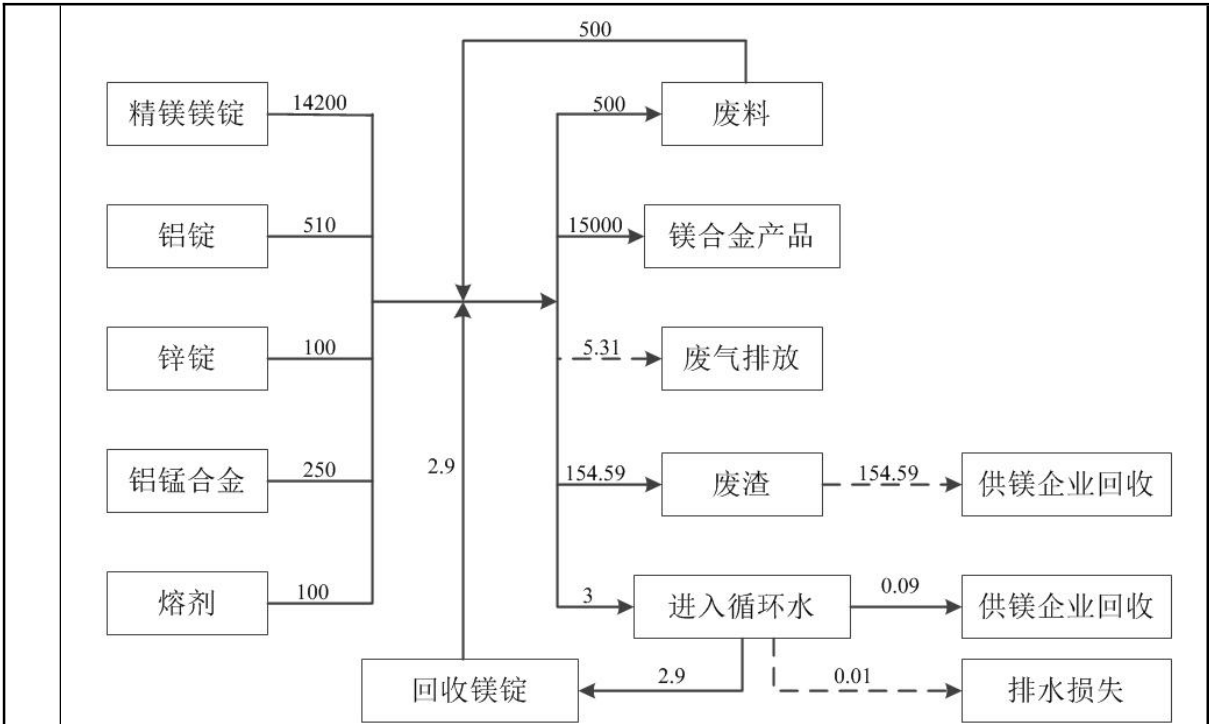 500
精镁镁锭 14200 500 废料
铝锭 510 15000 镁合金产品
锌锭 100 5.31 废气排放
铝锰合金 250 2.9 154.59 废渣 154.59 供镁企业回收
熔剂 100 3 进入循环水 0.09 供镁企业回收
回收镁锭 2.9 0.01 排水损失